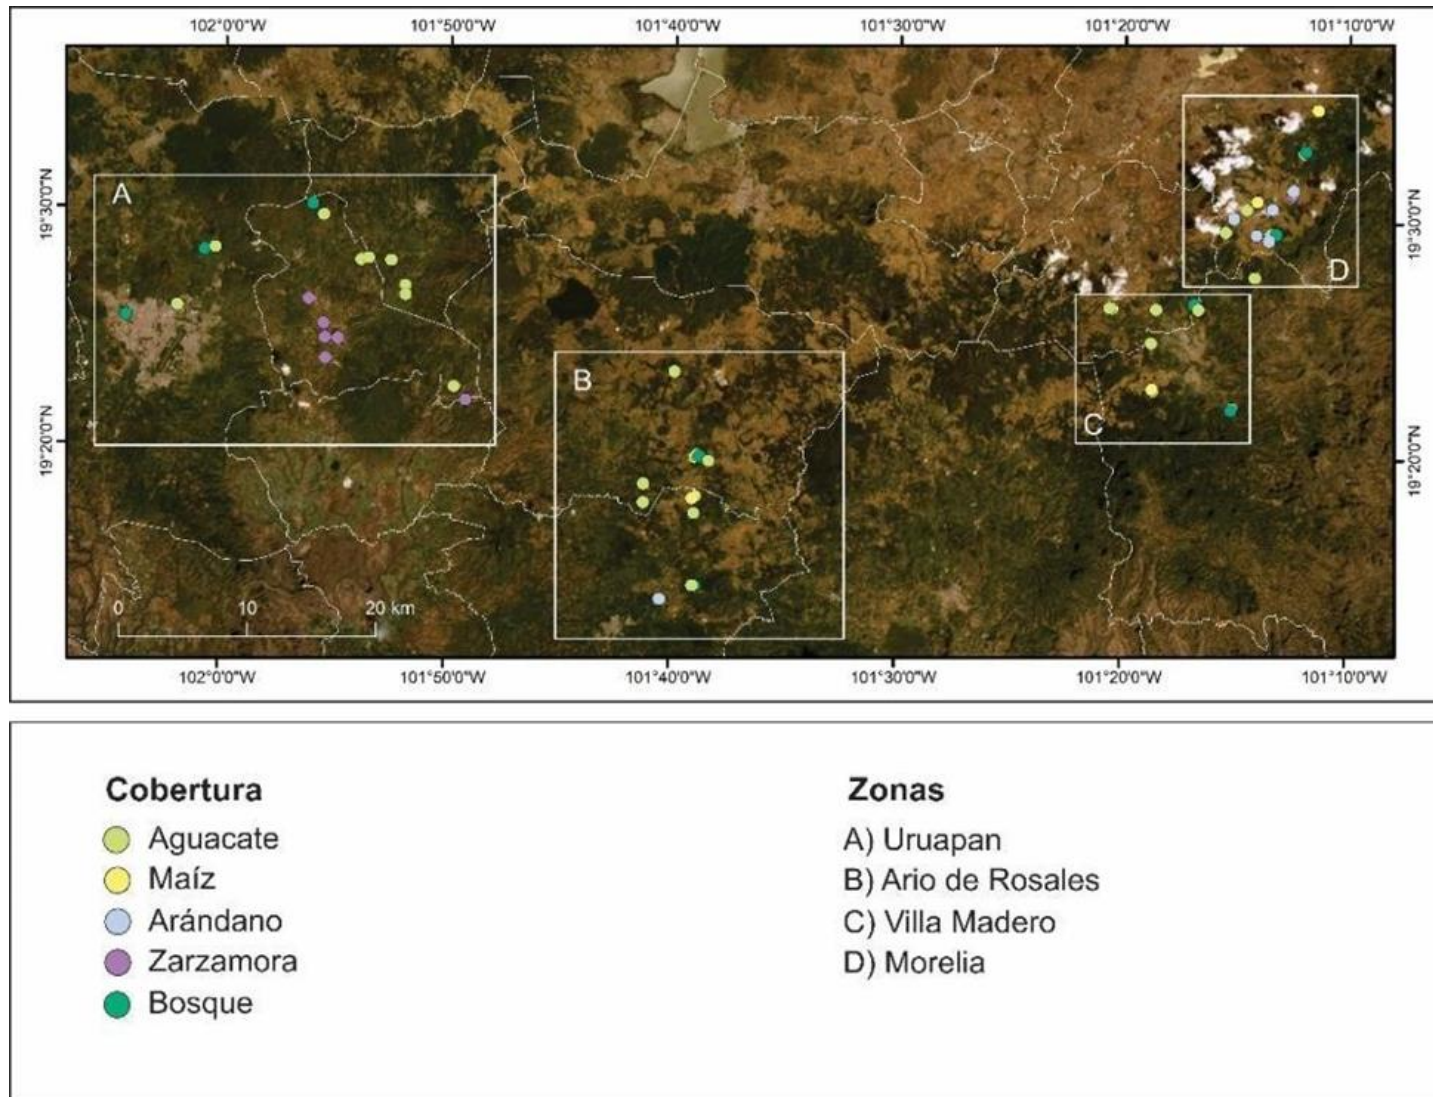 102°0'0"W 101°50'0"W 101°40'0"W 101°30'0"W 101°20'0"W 101°10'0"W
19°30'0"N
19°20'0"N
19°30'0"N
19°20'0"N
A
B
C
D
0 10 20 km
102°0'0"W 101°50'0"W 101°40'0"W 101°30'0"W 101°20'0"W 101°10'0"W
Cobertura
Aguacate
Maíz
Arándano
Zarzamora
Bosque
Zonas
A) Uruapan
B) Ario de Rosales
C) Villa Madero
D) Morelia